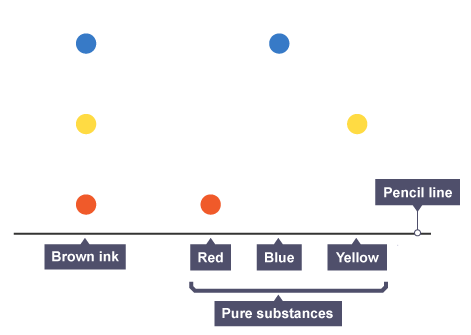 Pencil line
Brown ink
Red
Blue
Yellow
Pure substances